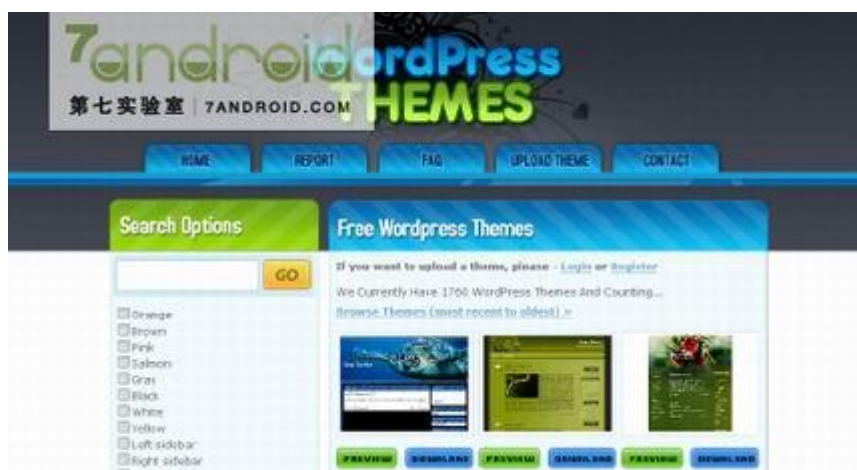 7android
WordPress
THEMES
第七实验室 | 7ANDROID.COM
HOME REPORT FAQ UPLOAD THEME CONTACT
Search Options
GO
Orange
Brown
Pink
Salmon
Gray
Black
White
Yellow
Left sidebar
Right sidebar
Free Wordpress Themes
If you want to upload a theme, please - Login or Register
We Currently Have 1760 WordPress Themes And Counting...
Browse Themes (most recent to oldest) »
PREVIEW DOWNLOAD PREVIEW DOWNLOAD PREVIEW DOWNLOAD